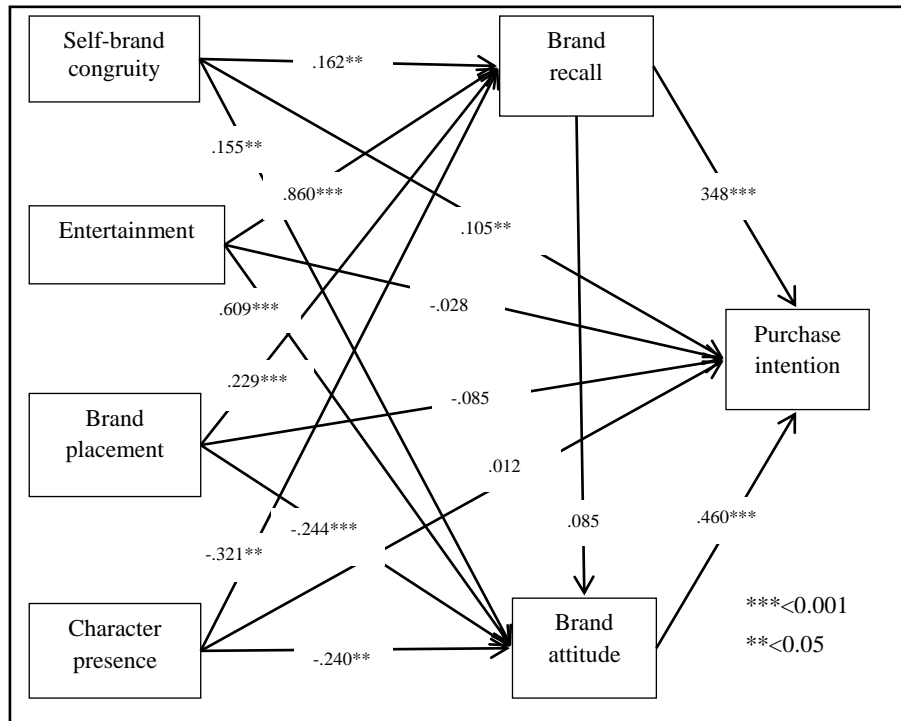 Self-brand
congruity
Brand
recall
.162**
.155**
.860***
348***
Entertainment
.105**
.609***
-.028
Purchase
intention
.229***
-.085
Brand
placement
.012
-.244***
.085
.460***
-.321**
Character
presence
-.240**
Brand
attitude
***<0.001
**<0.05